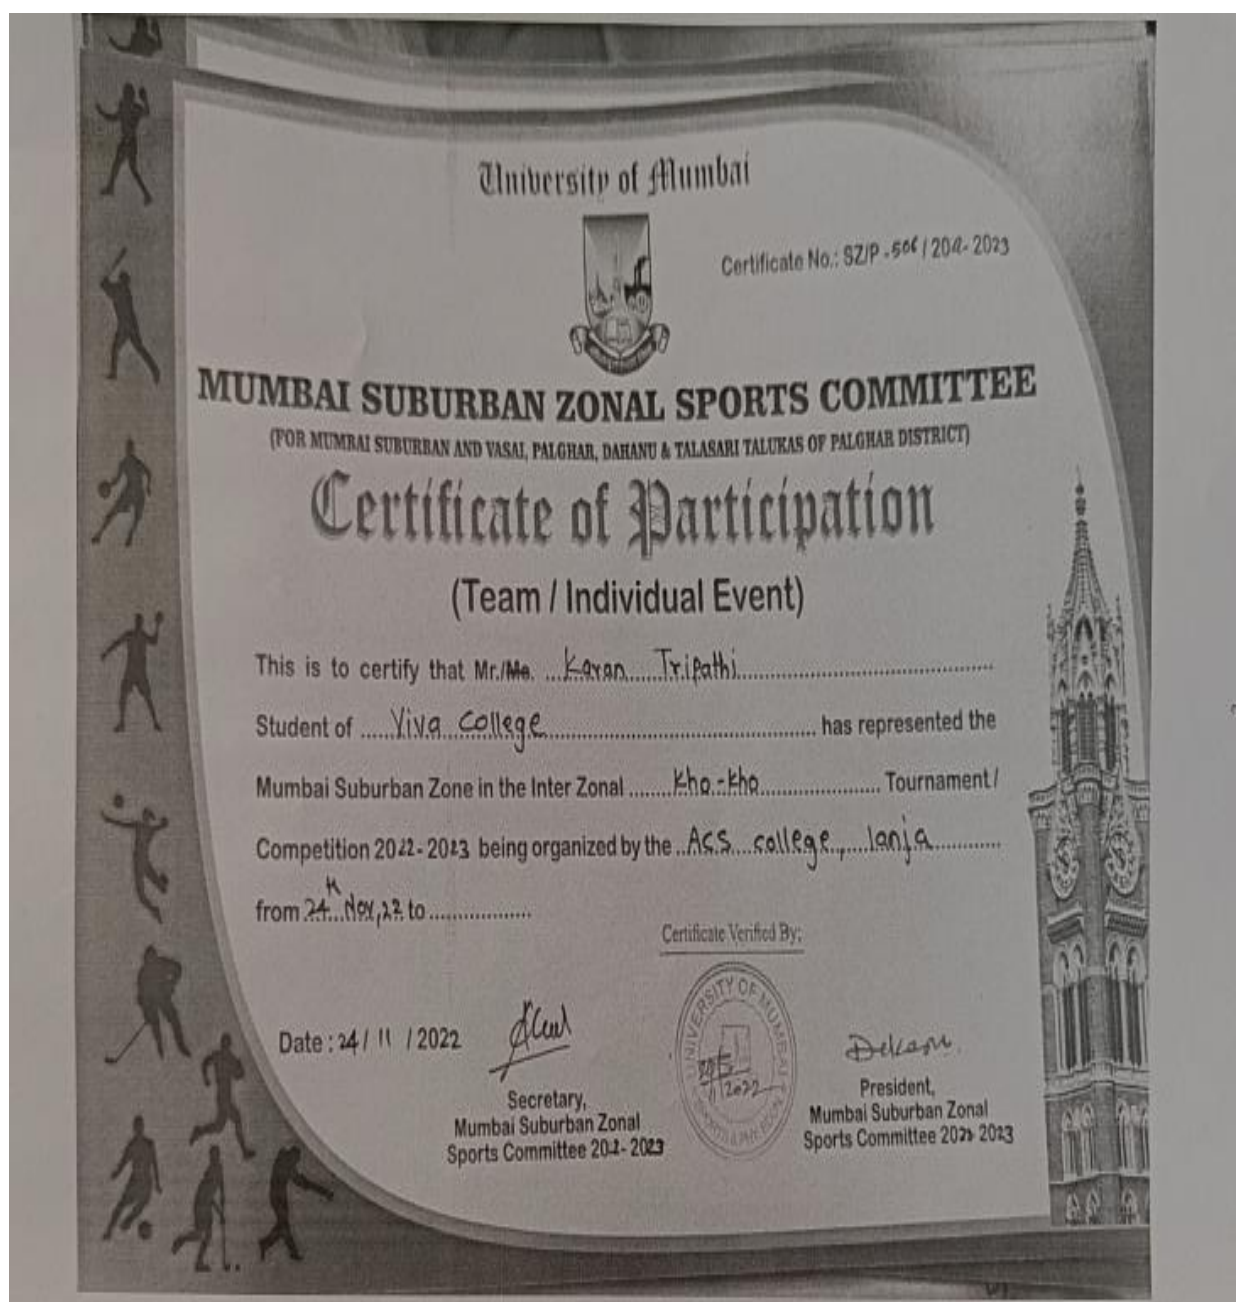 University of Mumbai
Certificate No.: SZ/P - 506 / 2022- 2023
MUMBAI SUBURBAN ZONAL SPORTS COMMITTEE
(FOR MUMBAI SUBURBAN AND VASAI, PALGHAR, DAHANU & TALASARI TALUKAS OF PALGHAR DISTRICT)
Certificate of Participation
(Team / Individual Event)
This is to certify that Mr./Ms. ...Karan......Tripathi..................................
Student of .....Viva college................................... has represented the
Mumbai Suburban Zone in the Inter Zonal .......Kho-kho................... Tournament /
Competition 2022-2023 being organized by the ..ACS...college,...lanja..........
from 24th Nov,22 to .................
Certificate Verified By:
Date : 24 / 11 / 2022
UNIVERSITY OF MUMBAI
2022
Secretary,
Mumbai Suburban Zonal
Sports Committee 2022-2023
President,
Mumbai Suburban Zonal
Sports Committee 2022-2023